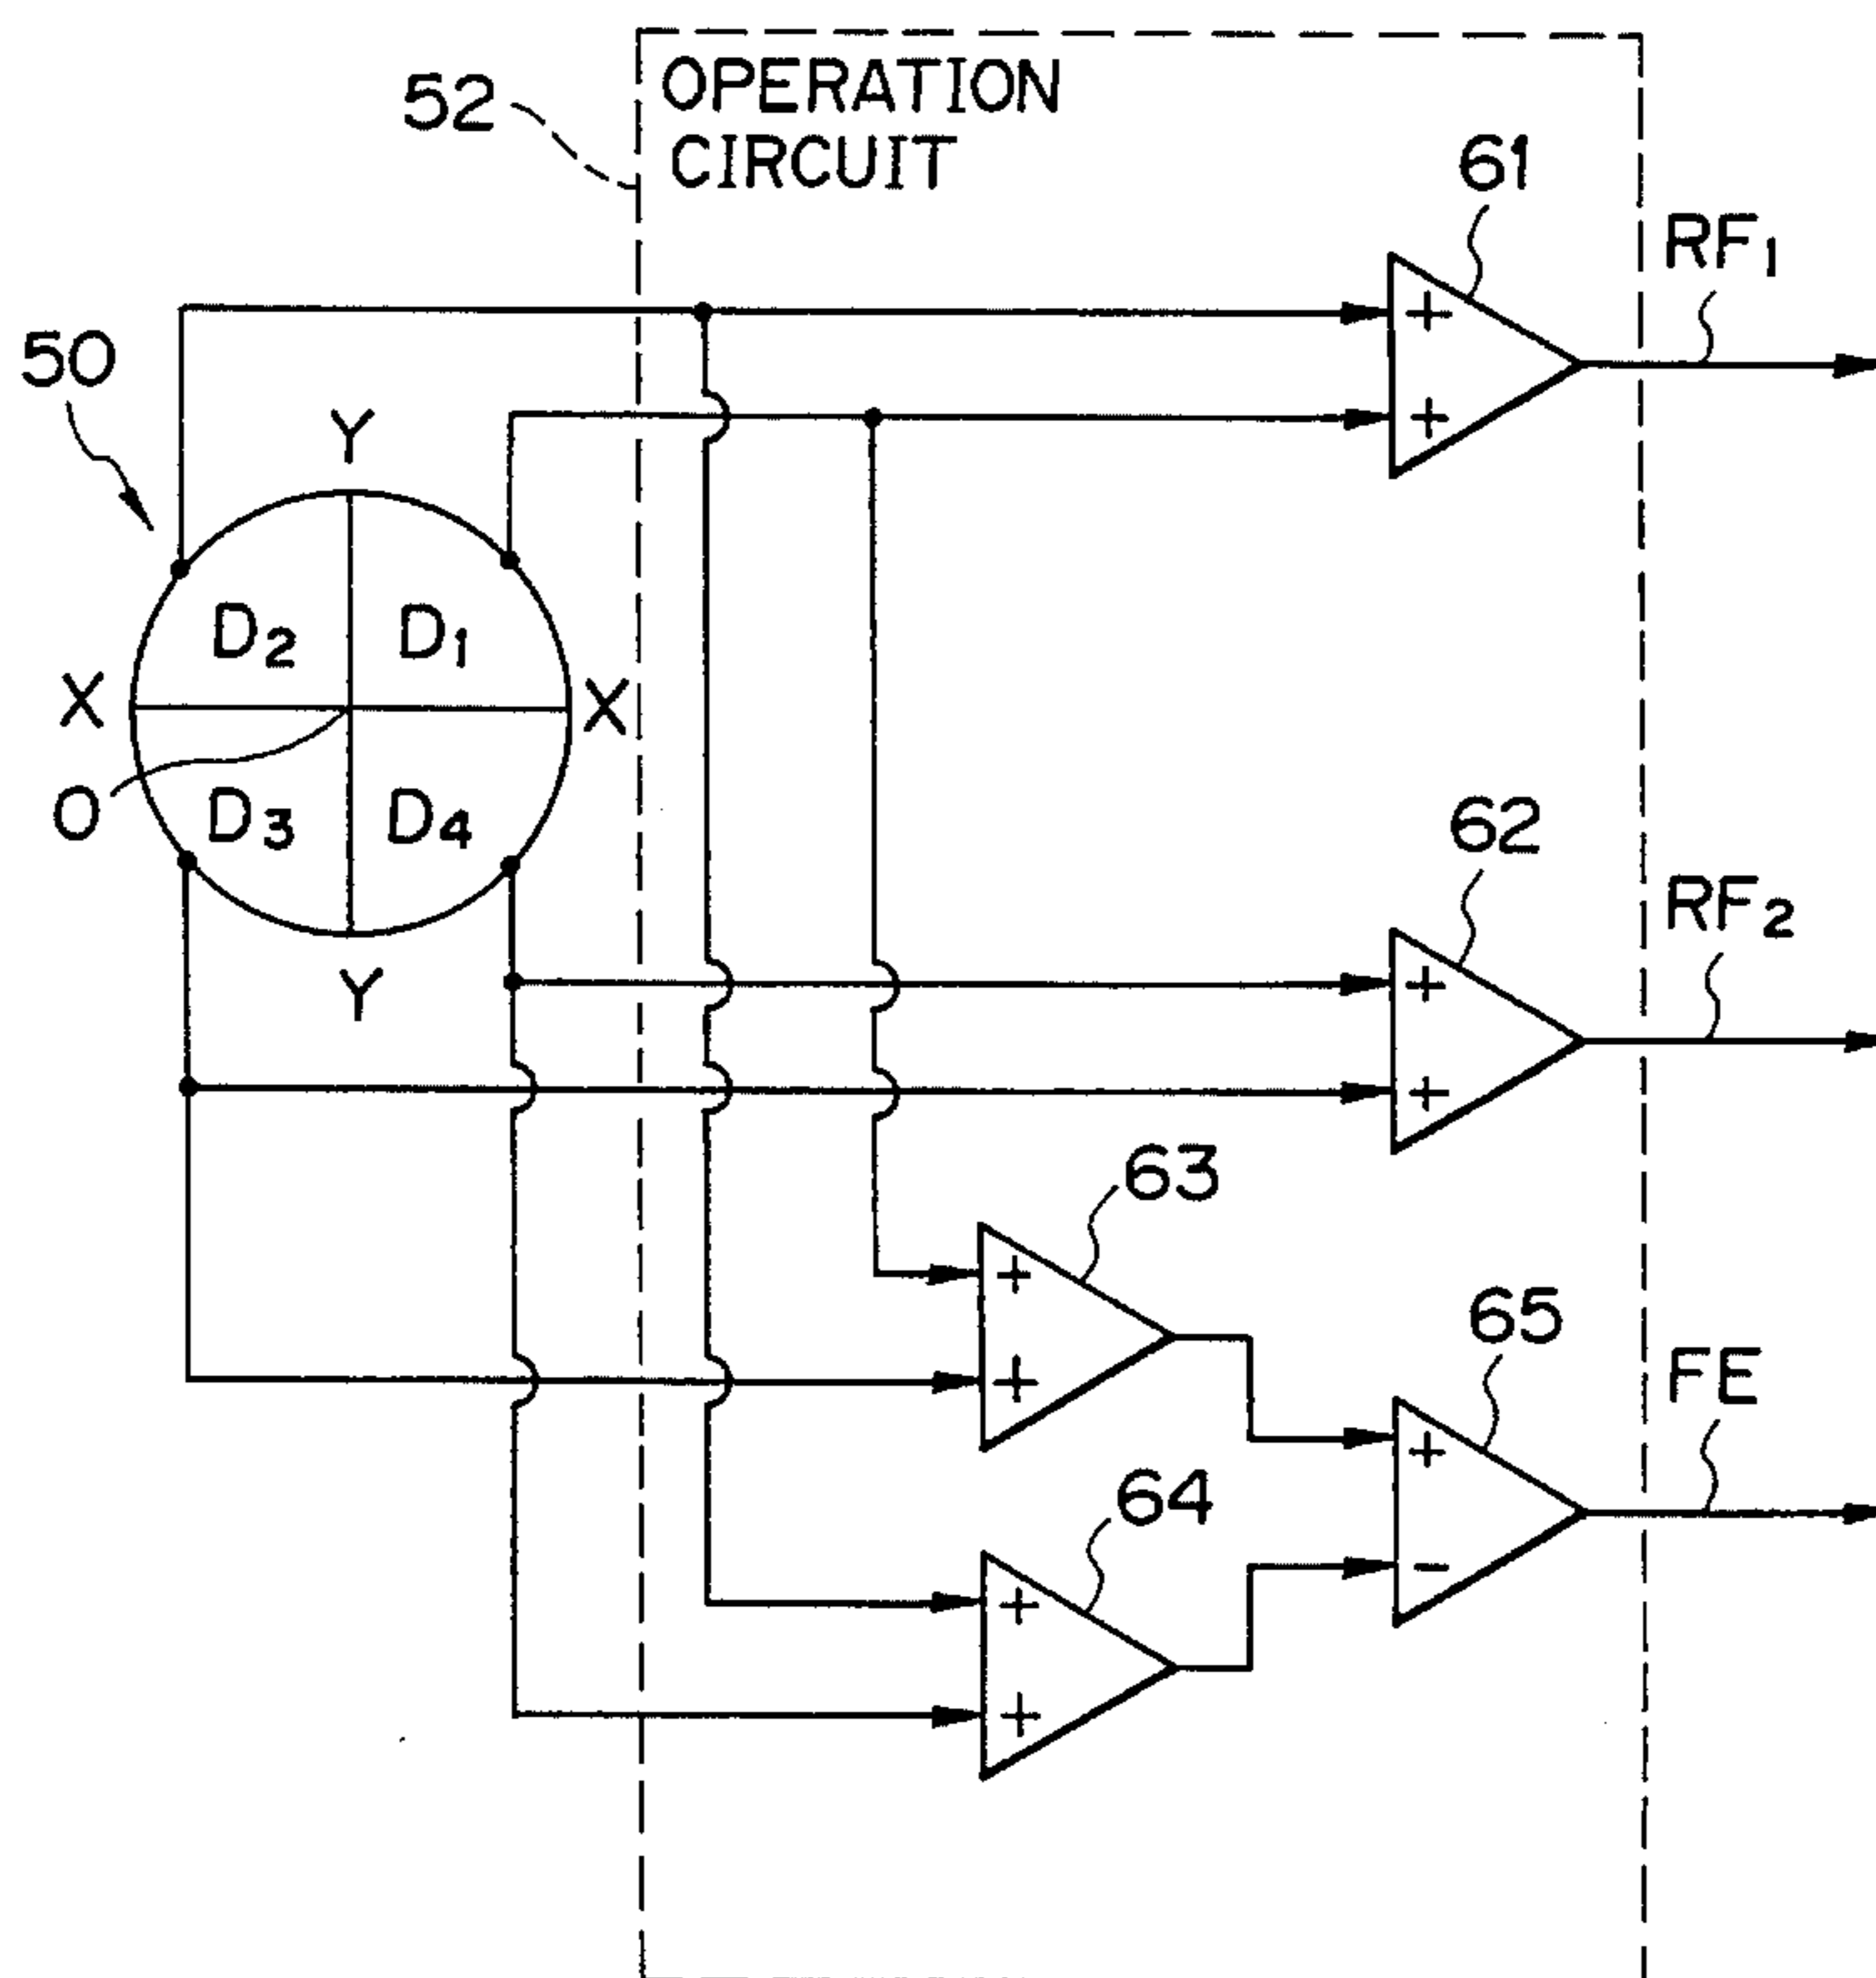 52
OPERATION
CIRCUIT
61
RF₁
50
+
+
Y
D₂ D₁
X X
O
D₃ D₄
Y
62
RF₂
+
+
63
+
+
65
FE
+
−
64
+
+